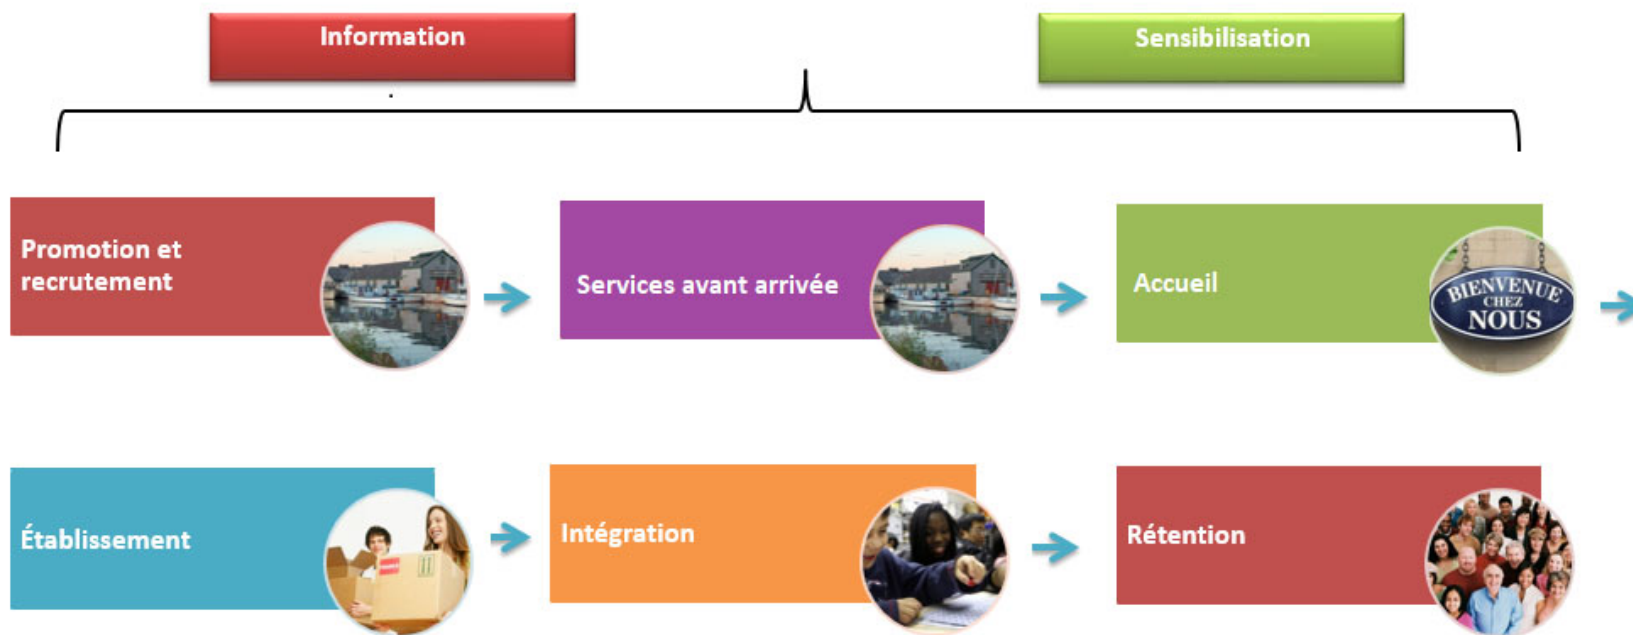 Information
Sensibilisation
Promotion et
recrutement
Services avant arrivée
Accueil
BIENVENUE
CHEZ
NOUS
Établissement
Intégration
Rétention